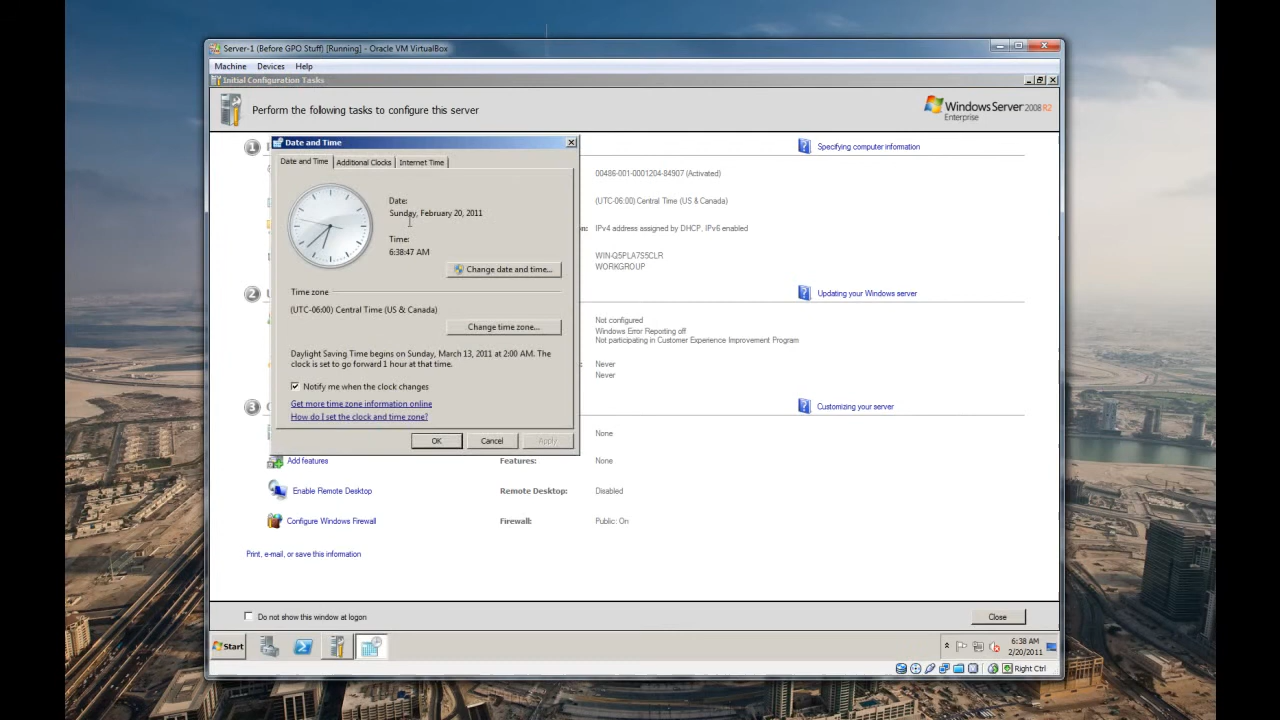 Server-1 (Before GPO Stuff) [Running] - Oracle VM VirtualBox
Machine Devices Help
Initial Configuration Tasks
Perform the following tasks to configure this server
Windows Server 2008 R2
Enterprise
1
Specifying computer information
00486-001-0001204-84907 (Activated)
(UTC-06:00) Central Time (US & Canada)
IPv4 address assigned by DHCP, IPv6 enabled
WIN-Q5PLA7S5CLR
WORKGROUP
2
Updating your Windows server
Not configured
Windows Error Reporting off
Not participating in Customer Experience Improvement Program
Never
Never
3
Customizing your server
None
Date and Time
Date and Time Additional Clocks Internet Time
Date:
Sunday, February 20, 2011
Time:
6:38:47 AM
Change date and time...
Time zone
(UTC-06:00) Central Time (US & Canada)
Change time zone...
Daylight Saving Time begins on Sunday, March 13, 2011 at 2:00 AM. The
clock is set to go forward 1 hour at that time.
Notify me when the clock changes
Get more time zone information online
How do I set the clock and time zone?
OK Cancel Apply
Add features Features: None
Enable Remote Desktop Remote Desktop: Disabled
Configure Windows Firewall Firewall: Public: On
Print, e-mail, or save this information
Do not show this window at logon
Close
Start
6:38 AM
2/20/2011
Right Ctrl